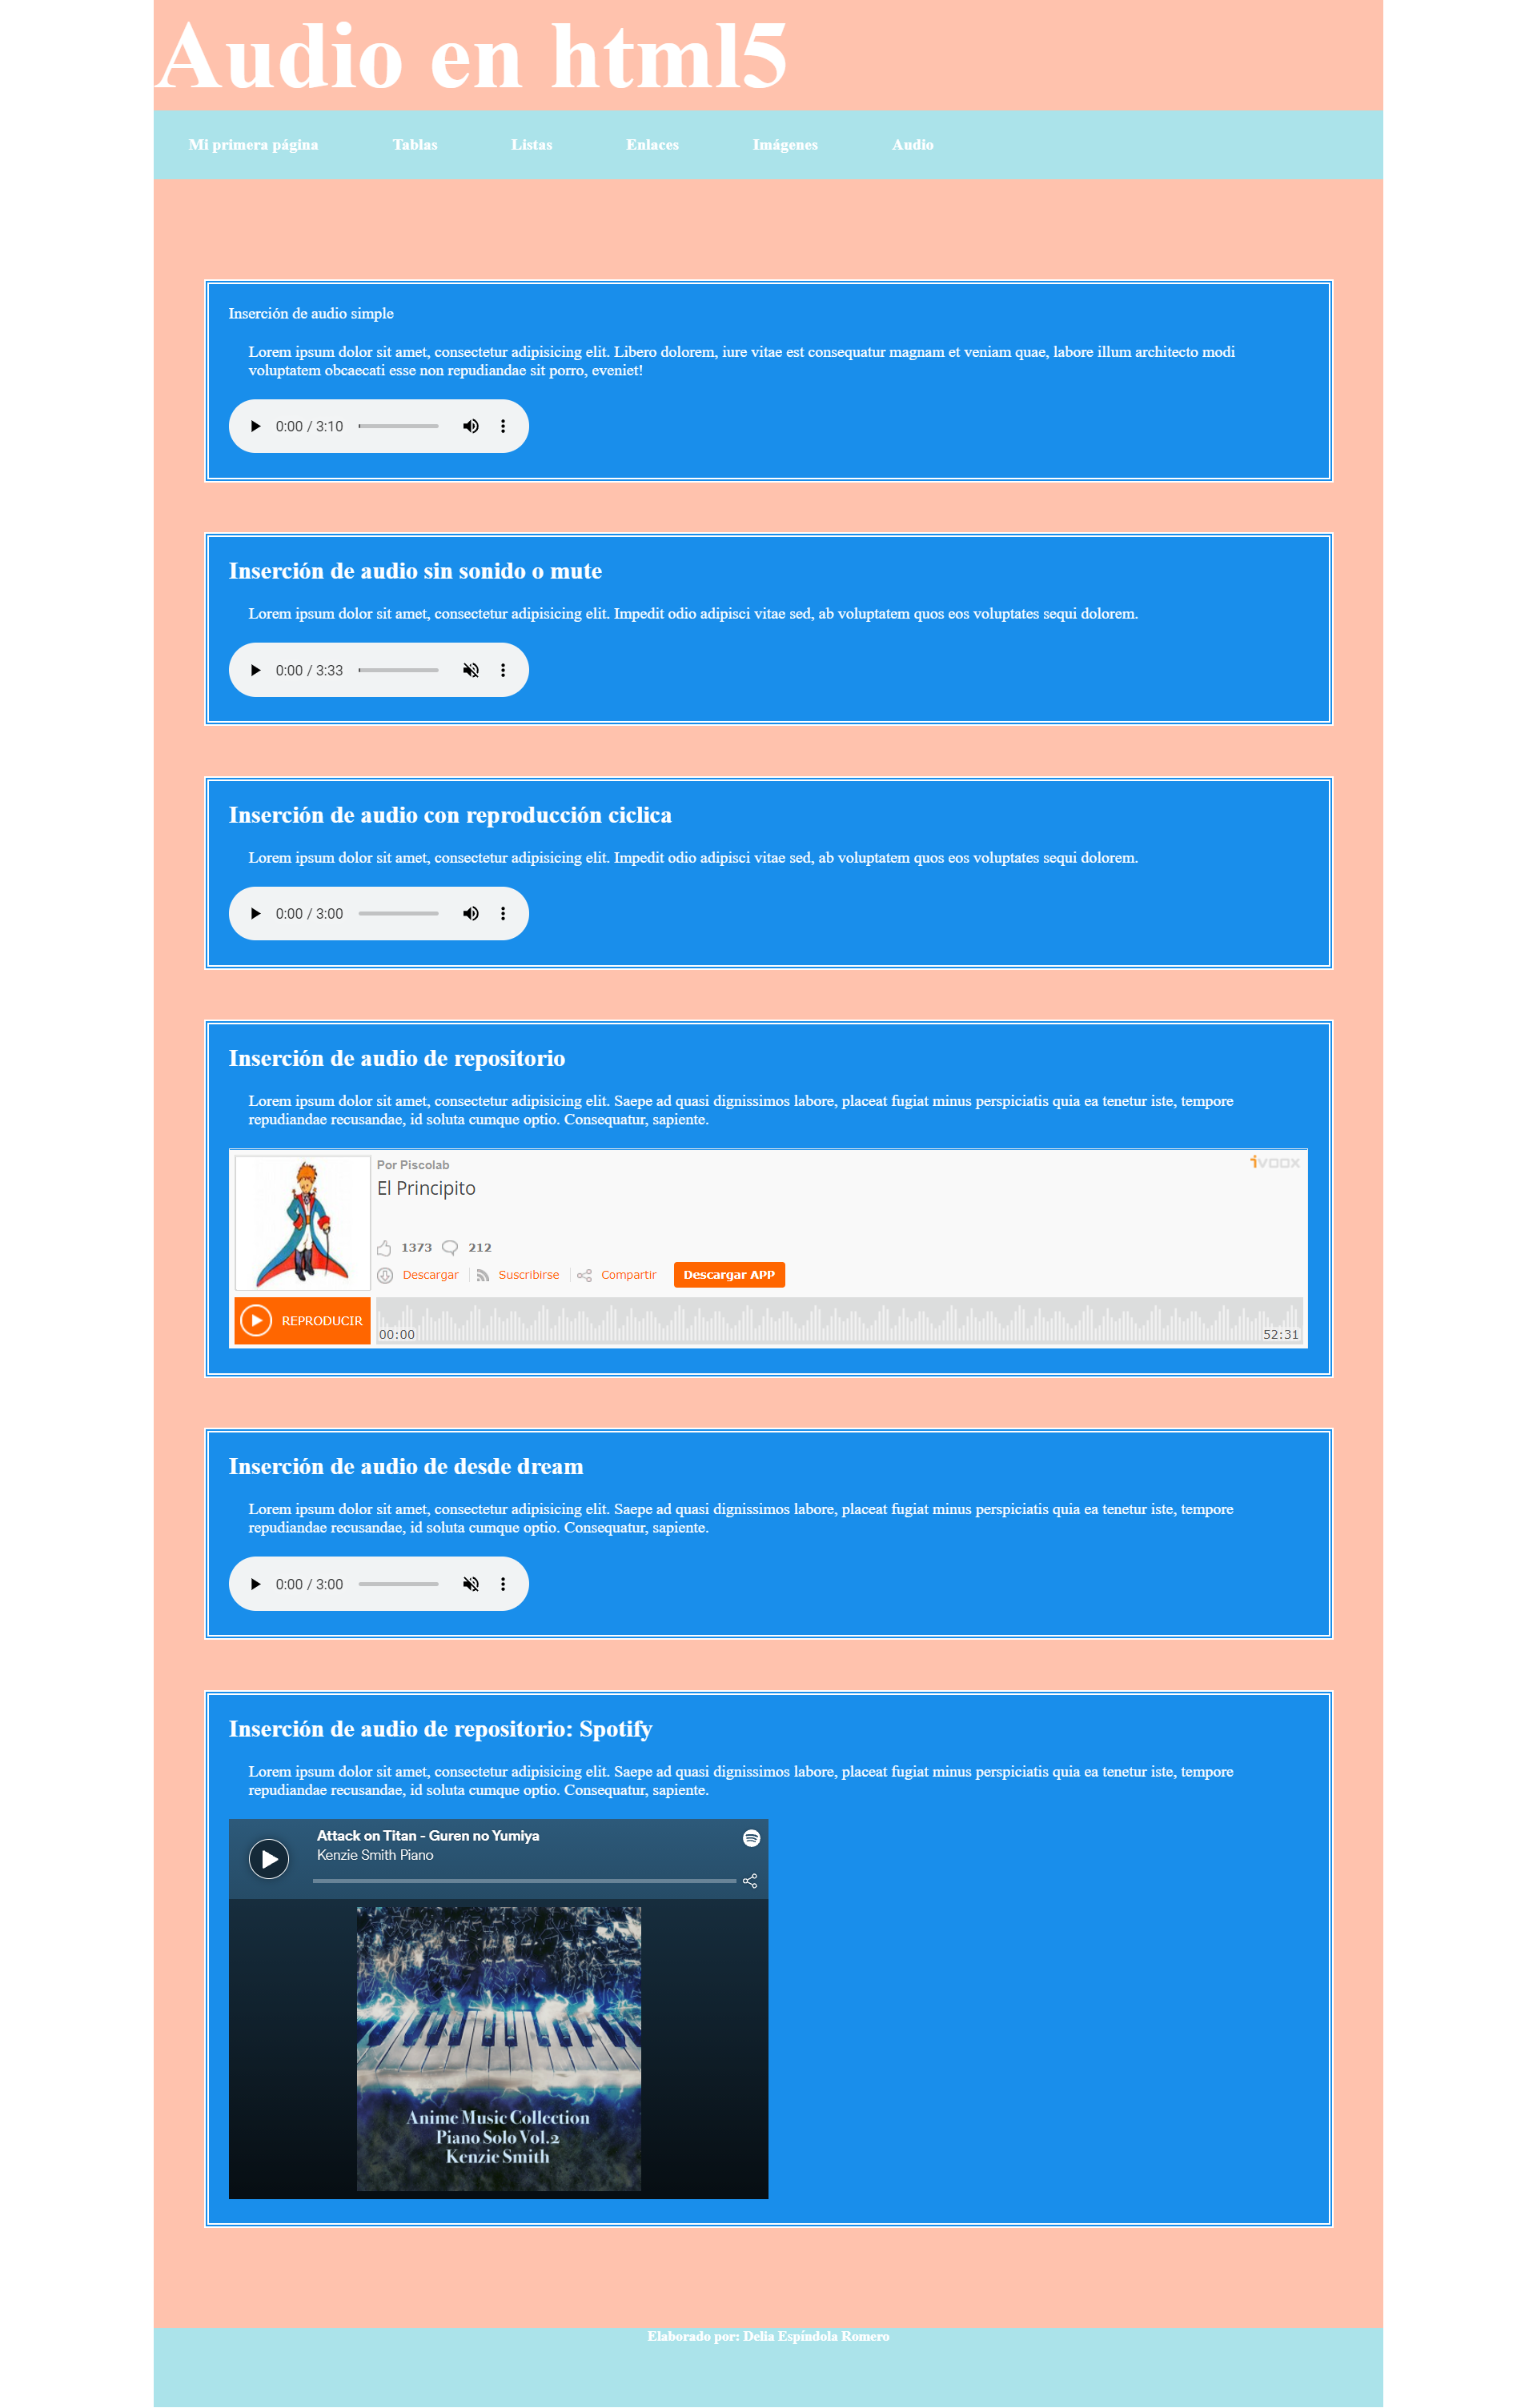 Audio en html5
Mi primera página Tablas Listas Enlaces Imágenes Audio
Inserción de audio simple
Lorem ipsum dolor sit amet, consectetur adipisicing elit. Libero dolorem, iure vitae est consequatur magnam et veniam quae, labore illum architecto modi
voluptatem obcaecati esse non repudiandae sit porro, eveniet!
0:00 / 3:10
Inserción de audio sin sonido o mute
Lorem ipsum dolor sit amet, consectetur adipisicing elit. Impedit odio adipisci vitae sed, ab voluptatem quos eos voluptates sequi dolorem.
0:00 / 3:33
Inserción de audio con reproducción ciclica
Lorem ipsum dolor sit amet, consectetur adipisicing elit. Impedit odio adipisci vitae sed, ab voluptatem quos eos voluptates sequi dolorem.
0:00 / 3:00
Inserción de audio de repositorio
Lorem ipsum dolor sit amet, consectetur adipisicing elit. Saepe ad quasi dignissimos labore, placeat fugiat minus perspiciatis quia ea tenetur iste, tempore
repudiandae recusandae, id soluta cumque optio. Consequatur, sapiente.
Por Piscolab ivoox
El Principito
1373 212
Descargar Suscribirse Compartir Descargar APP
REPRODUCIR 00:00 52:31
Inserción de audio de desde dream
Lorem ipsum dolor sit amet, consectetur adipisicing elit. Saepe ad quasi dignissimos labore, placeat fugiat minus perspiciatis quia ea tenetur iste, tempore
repudiandae recusandae, id soluta cumque optio. Consequatur, sapiente.
0:00 / 3:00
Inserción de audio de repositorio: Spotify
Lorem ipsum dolor sit amet, consectetur adipisicing elit. Saepe ad quasi dignissimos labore, placeat fugiat minus perspiciatis quia ea tenetur iste, tempore
repudiandae recusandae, id soluta cumque optio. Consequatur, sapiente.
Attack on Titan - Guren no Yumiya
Kenzie Smith Piano
Anime Music Collection
Piano Solo Vol.2
Kenzie Smith
Elaborado por: Delia Espíndola Romero